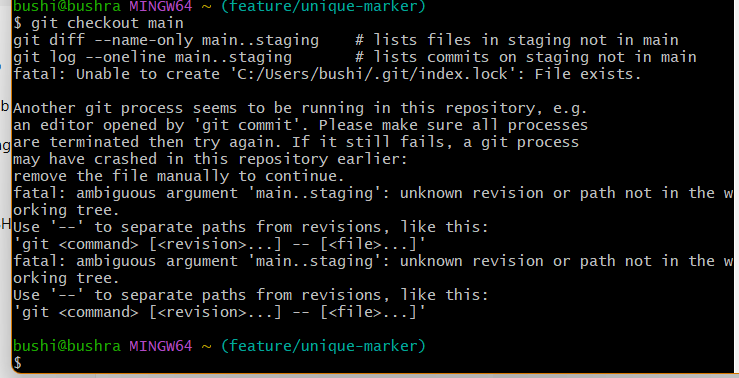 bushi@bushra MINGW64 ~ (feature/unique-marker)
$ git checkout main
git diff --name-only main..staging    # lists files in staging not in main
git log --oneline main..staging       # lists commits on staging not in main
fatal: Unable to create 'C:/Users/bushi/.git/index.lock': File exists.

Another git process seems to be running in this repository, e.g.
an editor opened by 'git commit'. Please make sure all processes
are terminated then try again. If it still fails, a git process
may have crashed in this repository earlier:
remove the file manually to continue.
fatal: ambiguous argument 'main..staging': unknown revision or path not in the w
orking tree.
Use '--' to separate paths from revisions, like this:
'git <command> [<revision>...] -- [<file>...]'
fatal: ambiguous argument 'main..staging': unknown revision or path not in the w
orking tree.
Use '--' to separate paths from revisions, like this:
'git <command> [<revision>...] -- [<file>...]'

bushi@bushra MINGW64 ~ (feature/unique-marker)
$